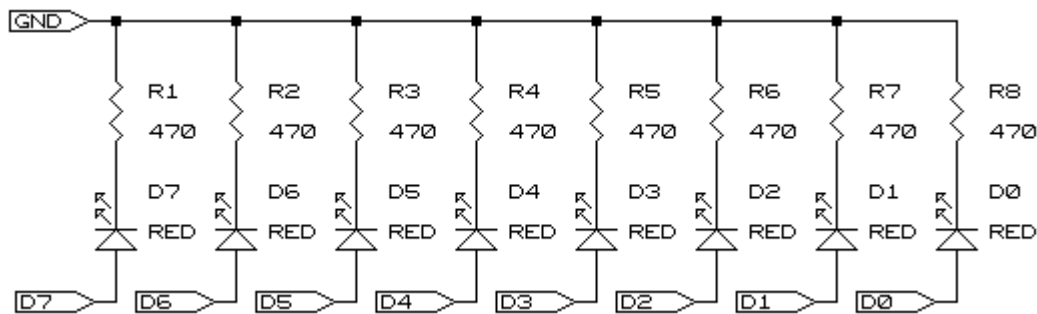 GND
R1 R2 R3 R4 R5 R6 R7 R8
470 470 470 470 470 470 470 470
D7 D6 D5 D4 D3 D2 D1 D0
RED RED RED RED RED RED RED RED
D7 D6 D5 D4 D3 D2 D1 D0